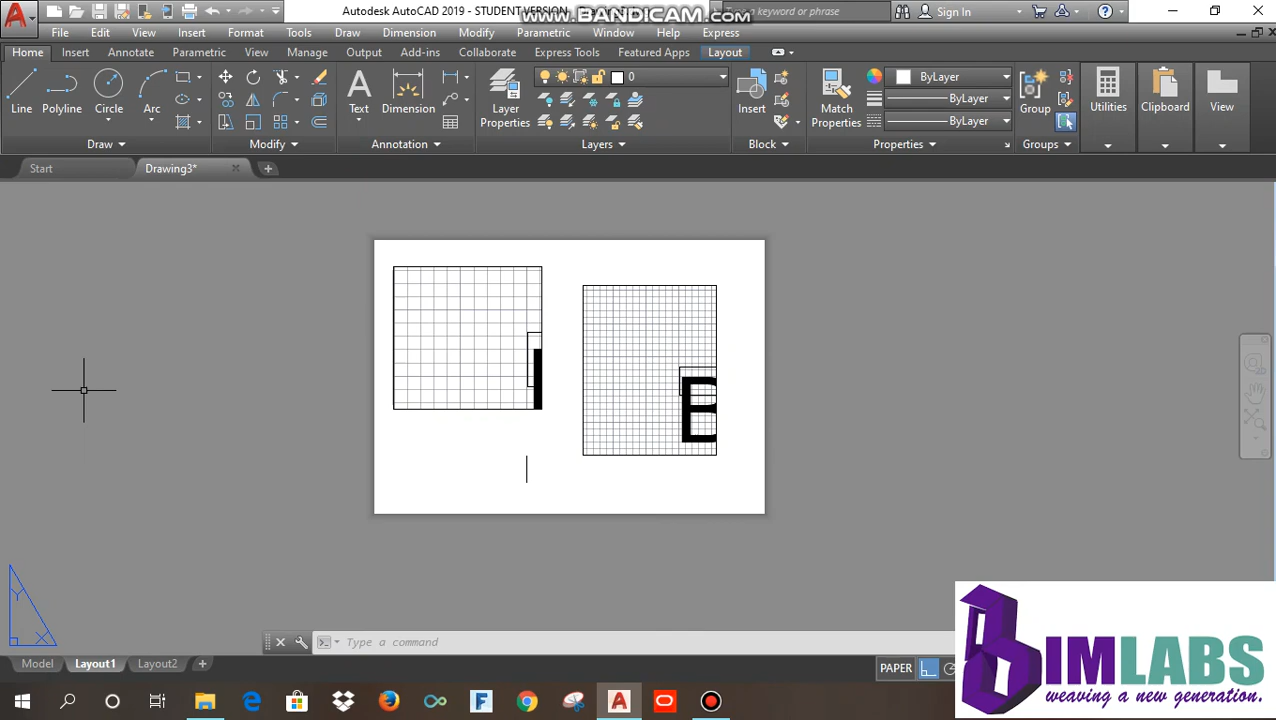 Autodesk AutoCAD 2019 - STUDENT VERSION
www.BANDICAM.com
Type a keyword or phrase
Sign In
File Edit View Insert Format Tools Draw Dimension Modify Parametric Window Help Express
Home Insert Annotate Parametric View Manage Output Add-ins Collaborate Express Tools Featured Apps Layout
0
ByLayer
ByLayer
ByLayer
Line Polyline Circle Arc Text Dimension Layer Properties Insert Match Properties Group Utilities Clipboard View
Draw Modify Annotation Layers Block Properties Groups
Start Drawing3*
B
Y
X
Type a command
Model Layout1 Layout2
PAPER
BIMLABS
weaving a new generation.